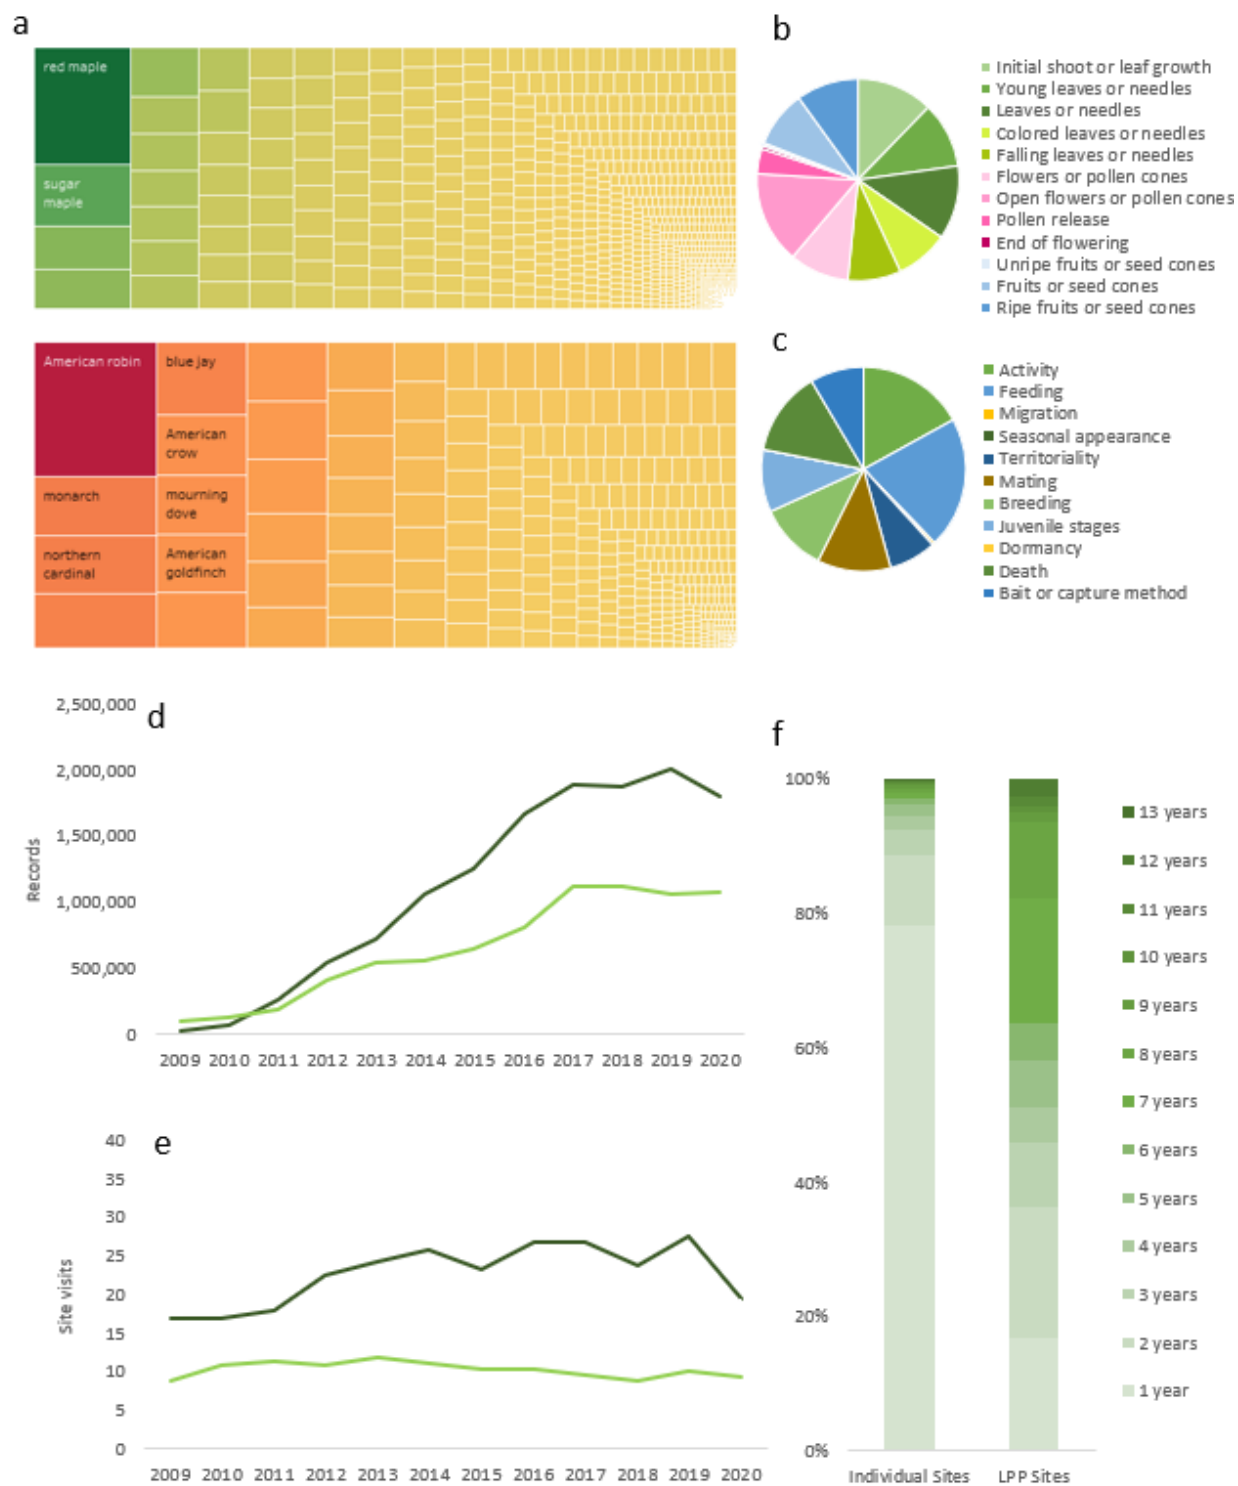 a
red maple
sugar
maple
American robin
monarch
northern
cardinal
blue jay
American
crow
mourning
dove
American
goldfinch
b
Initial shoot or leaf growth
Young leaves or needles
Leaves or needles
Colored leaves or needles
Falling leaves or needles
Flowers or pollen cones
Open flowers or pollen cones
Pollen release
End of flowering
Unripe fruits or seed cones
Fruits or seed cones
Ripe fruits or seed cones
c
Activity
Feeding
Migration
Seasonal appearance
Territoriality
Mating
Breeding
Juvenile stages
Dormancy
Death
Bait or capture method
d
Records
2,500,000
2,000,000
1,500,000
1,000,000
500,000
0
2009 2010 2011 2012 2013 2014 2015 2016 2017 2018 2019 2020
e
Site visits
40
35
30
25
20
15
10
5
0
2009 2010 2011 2012 2013 2014 2015 2016 2017 2018 2019 2020
f
100%
80%
60%
40%
20%
0%
Individual Sites LPP Sites
13 years
12 years
11 years
10 years
9 years
8 years
7 years
6 years
5 years
4 years
3 years
2 years
1 year